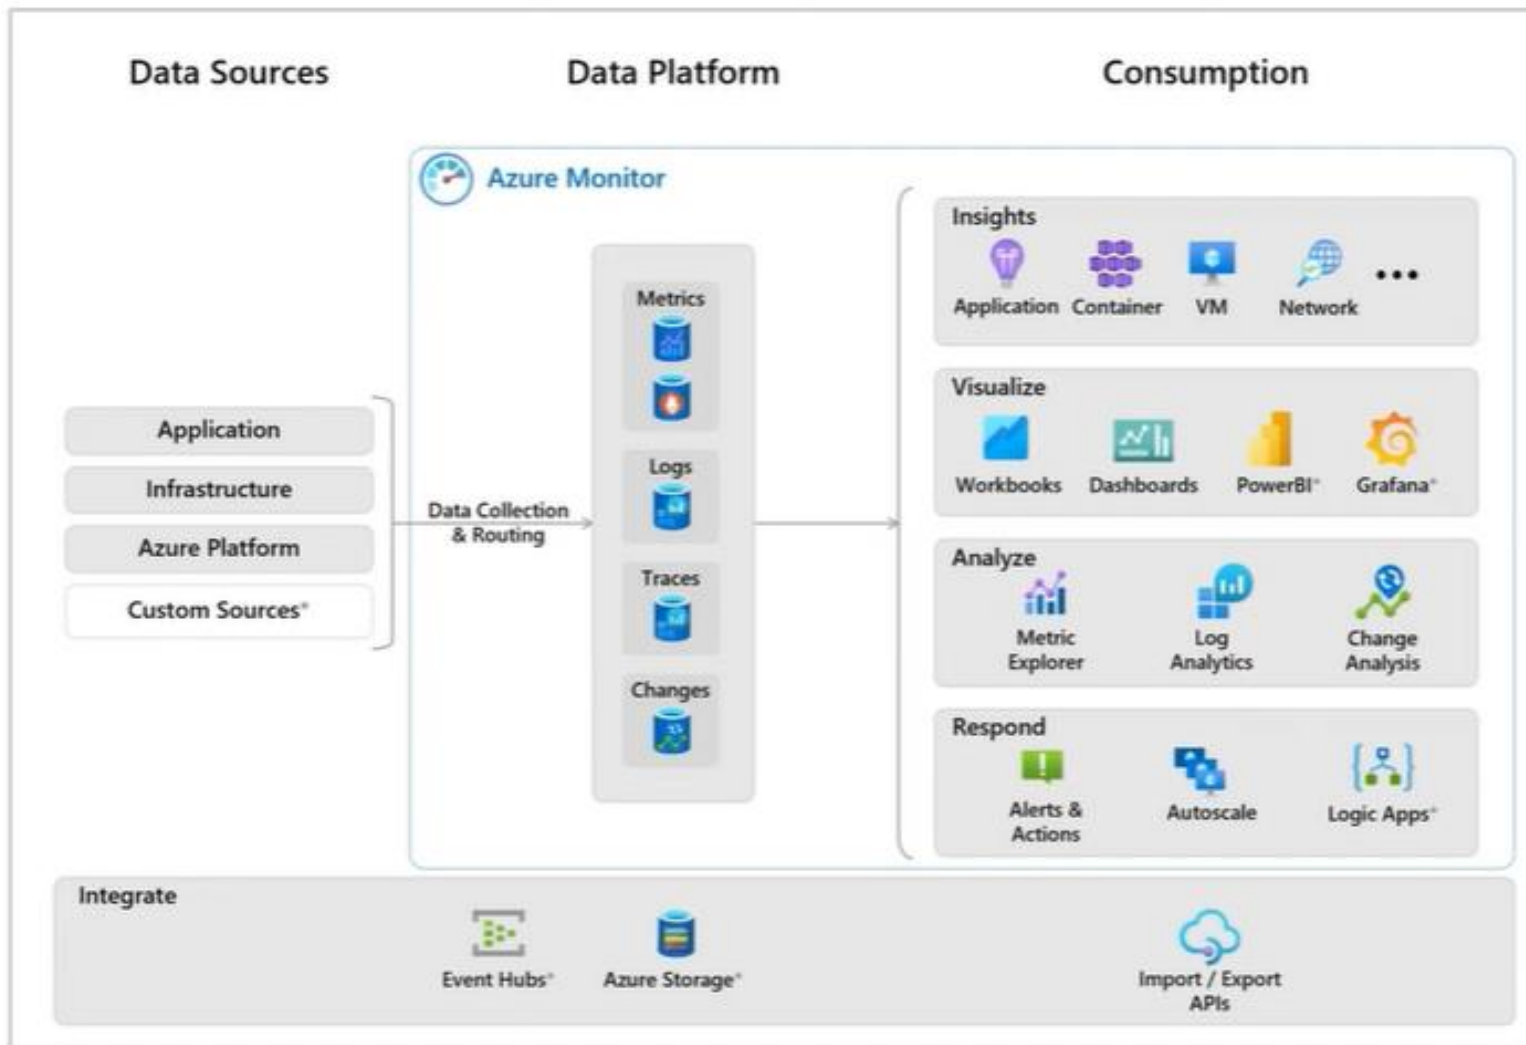 Data Sources
Data Platform
Consumption
Azure Monitor
Application
Infrastructure
Azure Platform
Custom Sources*
Data Collection
& Routing
Metrics
Logs
Traces
Changes
Insights
Application
Container
VM
Network
...
Visualize
Workbooks
Dashboards
PowerBI*
Grafana*
Analyze
Metric
Explorer
Log
Analytics
Change
Analysis
Respond
Alerts &
Actions
Autoscale
Logic Apps*
Integrate
Event Hubs*
Azure Storage*
Import / Export
APIs